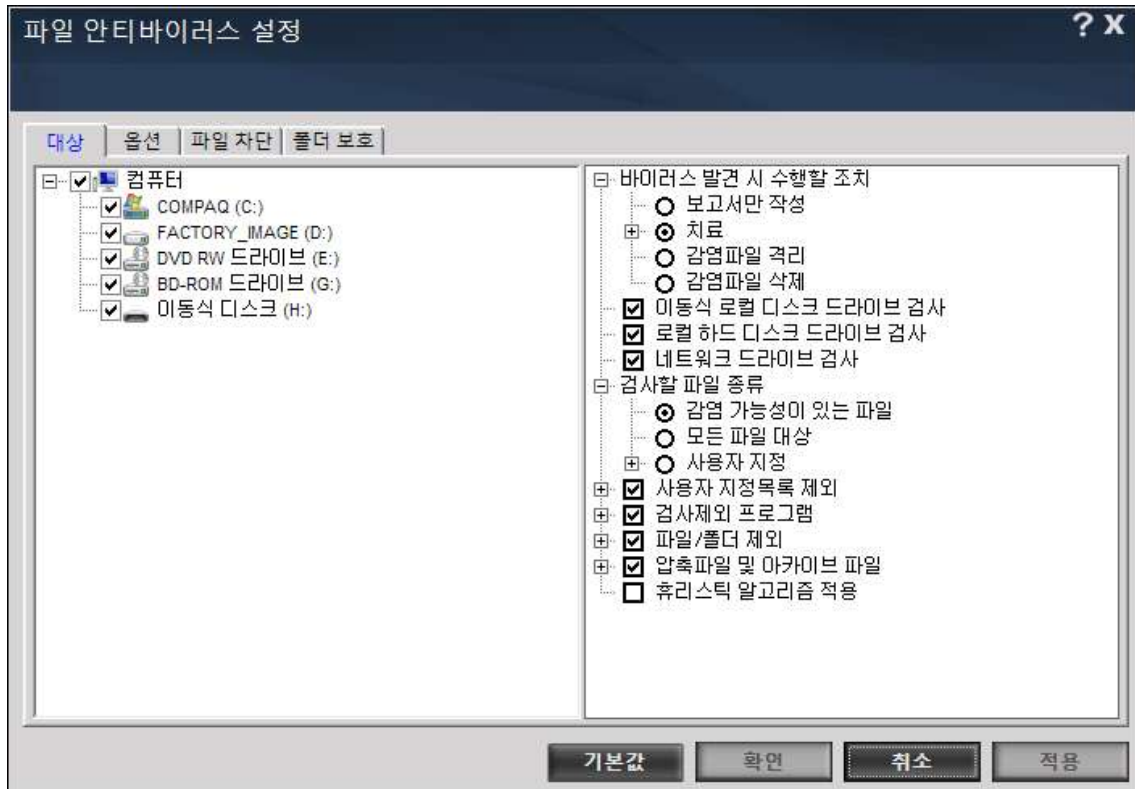 파일 안티바이러스 설정
? X
대상
옵션
파일 차단
폴더 보호
컴퓨터
COMPAQ (C:)
FACTORY_IMAGE (D:)
DVD RW 드라이브 (E:)
BD-ROM 드라이브 (G:)
이동식 디스크 (H:)
바이러스 발견 시 수행할 조치
보고서만 작성
치료
감염파일 격리
감염파일 삭제
이동식 로컬 디스크 드라이브 검사
로컬 하드 디스크 드라이브 검사
네트워크 드라이브 검사
검사할 파일 종류
감염 가능성이 있는 파일
모든 파일 대상
사용자 지정
사용자 지정목록 제외
검사제외 프로그램
파일/폴더 제외
압축파일 및 아카이브 파일
휴리스틱 알고리즘 적용
기본값
확인
취소
적용